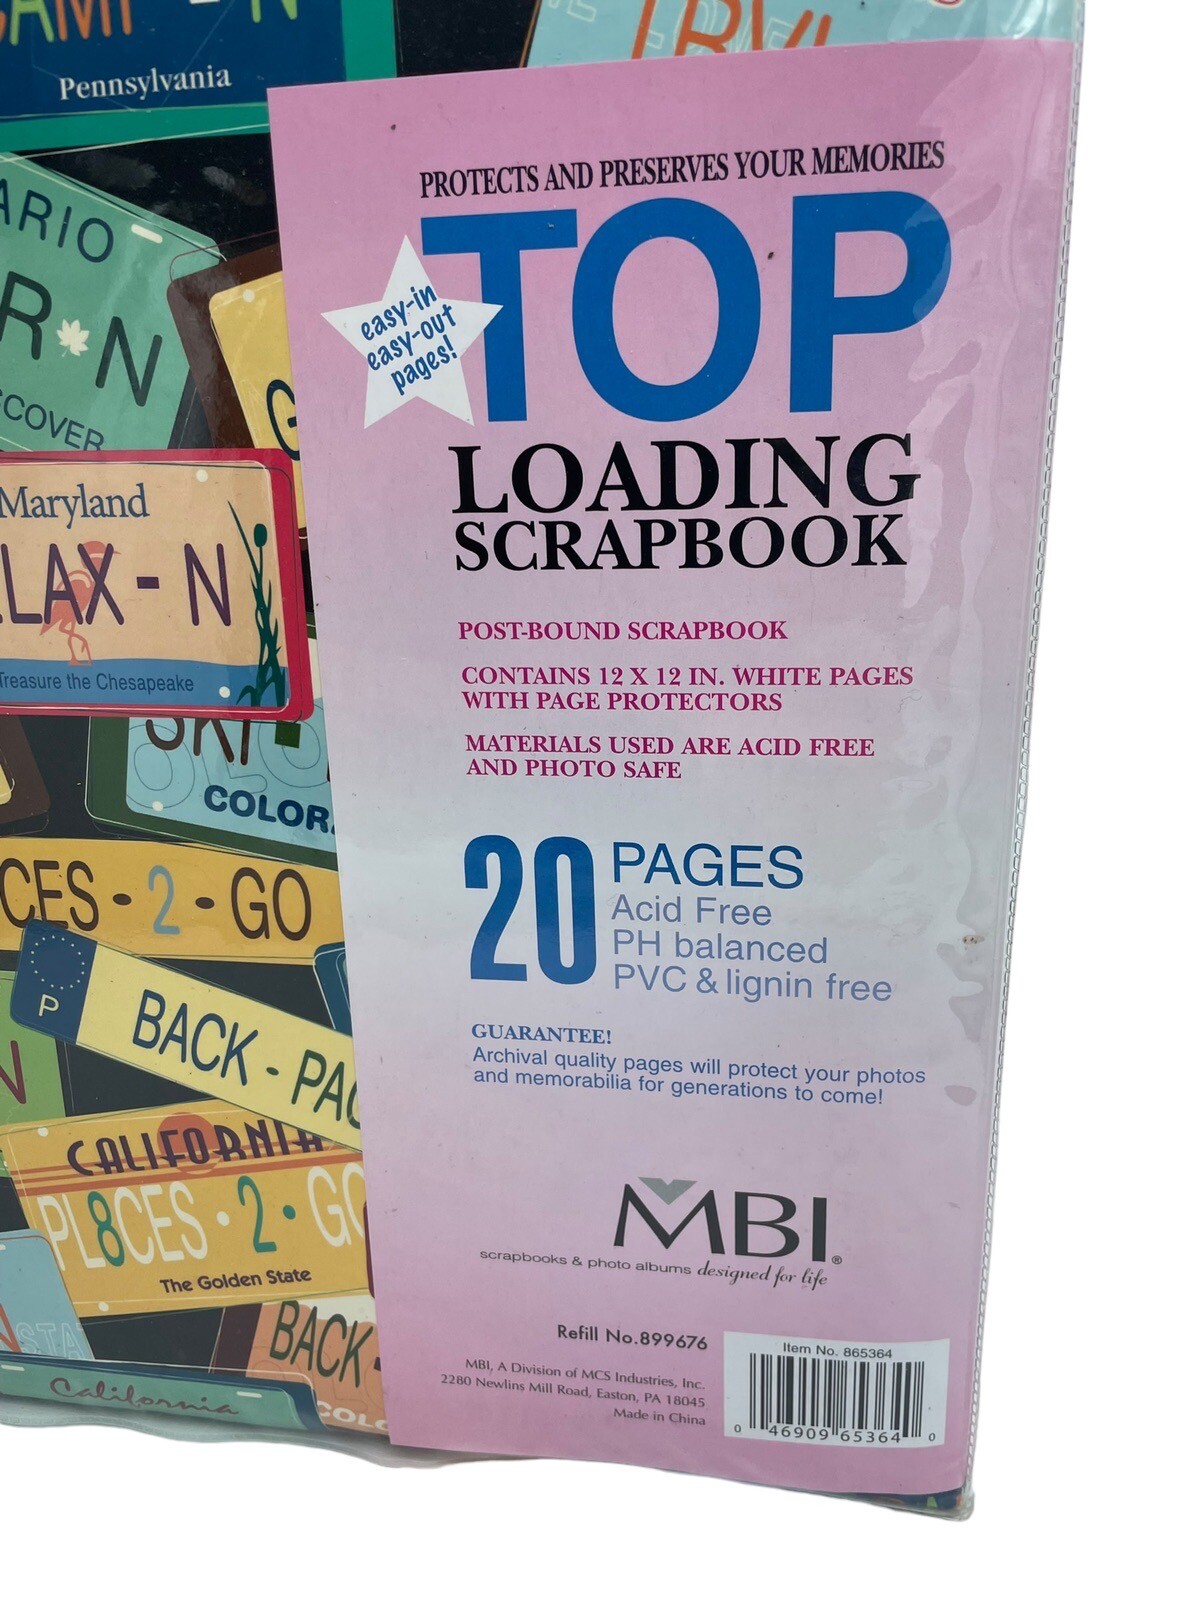 Pennsylvania
ARIO
R N
SCOVER
Maryland
LAX - N
Treasure the Chesapeake
SKI
CES - 2 - GO
P
BACK - PAC
N
CALIFORNIA
PL8CES · 2 · GO
The Golden State
BACK -
California
PROTECTS AND PRESERVES YOUR MEMORIES
TOP
easy-in
easy-out
pages!
LOADING
SCRAPBOOK
POST-BOUND SCRAPBOOK
CONTAINS 12 X 12 IN. WHITE PAGES
WITH PAGE PROTECTORS
MATERIALS USED ARE ACID FREE
AND PHOTO SAFE
20 PAGES
Acid Free
PH balanced
PVC & lignin free
GUARANTEE!
Archival quality pages will protect your photos
and memorabilia for generations to come!
MBI®
scrapbooks & photo albums designed for life
Refill No.899676
MBI, A Division of MCS Industries, Inc.
2280 Newlins Mill Road, Easton, PA 18045
Made in China
Item No. 865364
0 46909 65364 0